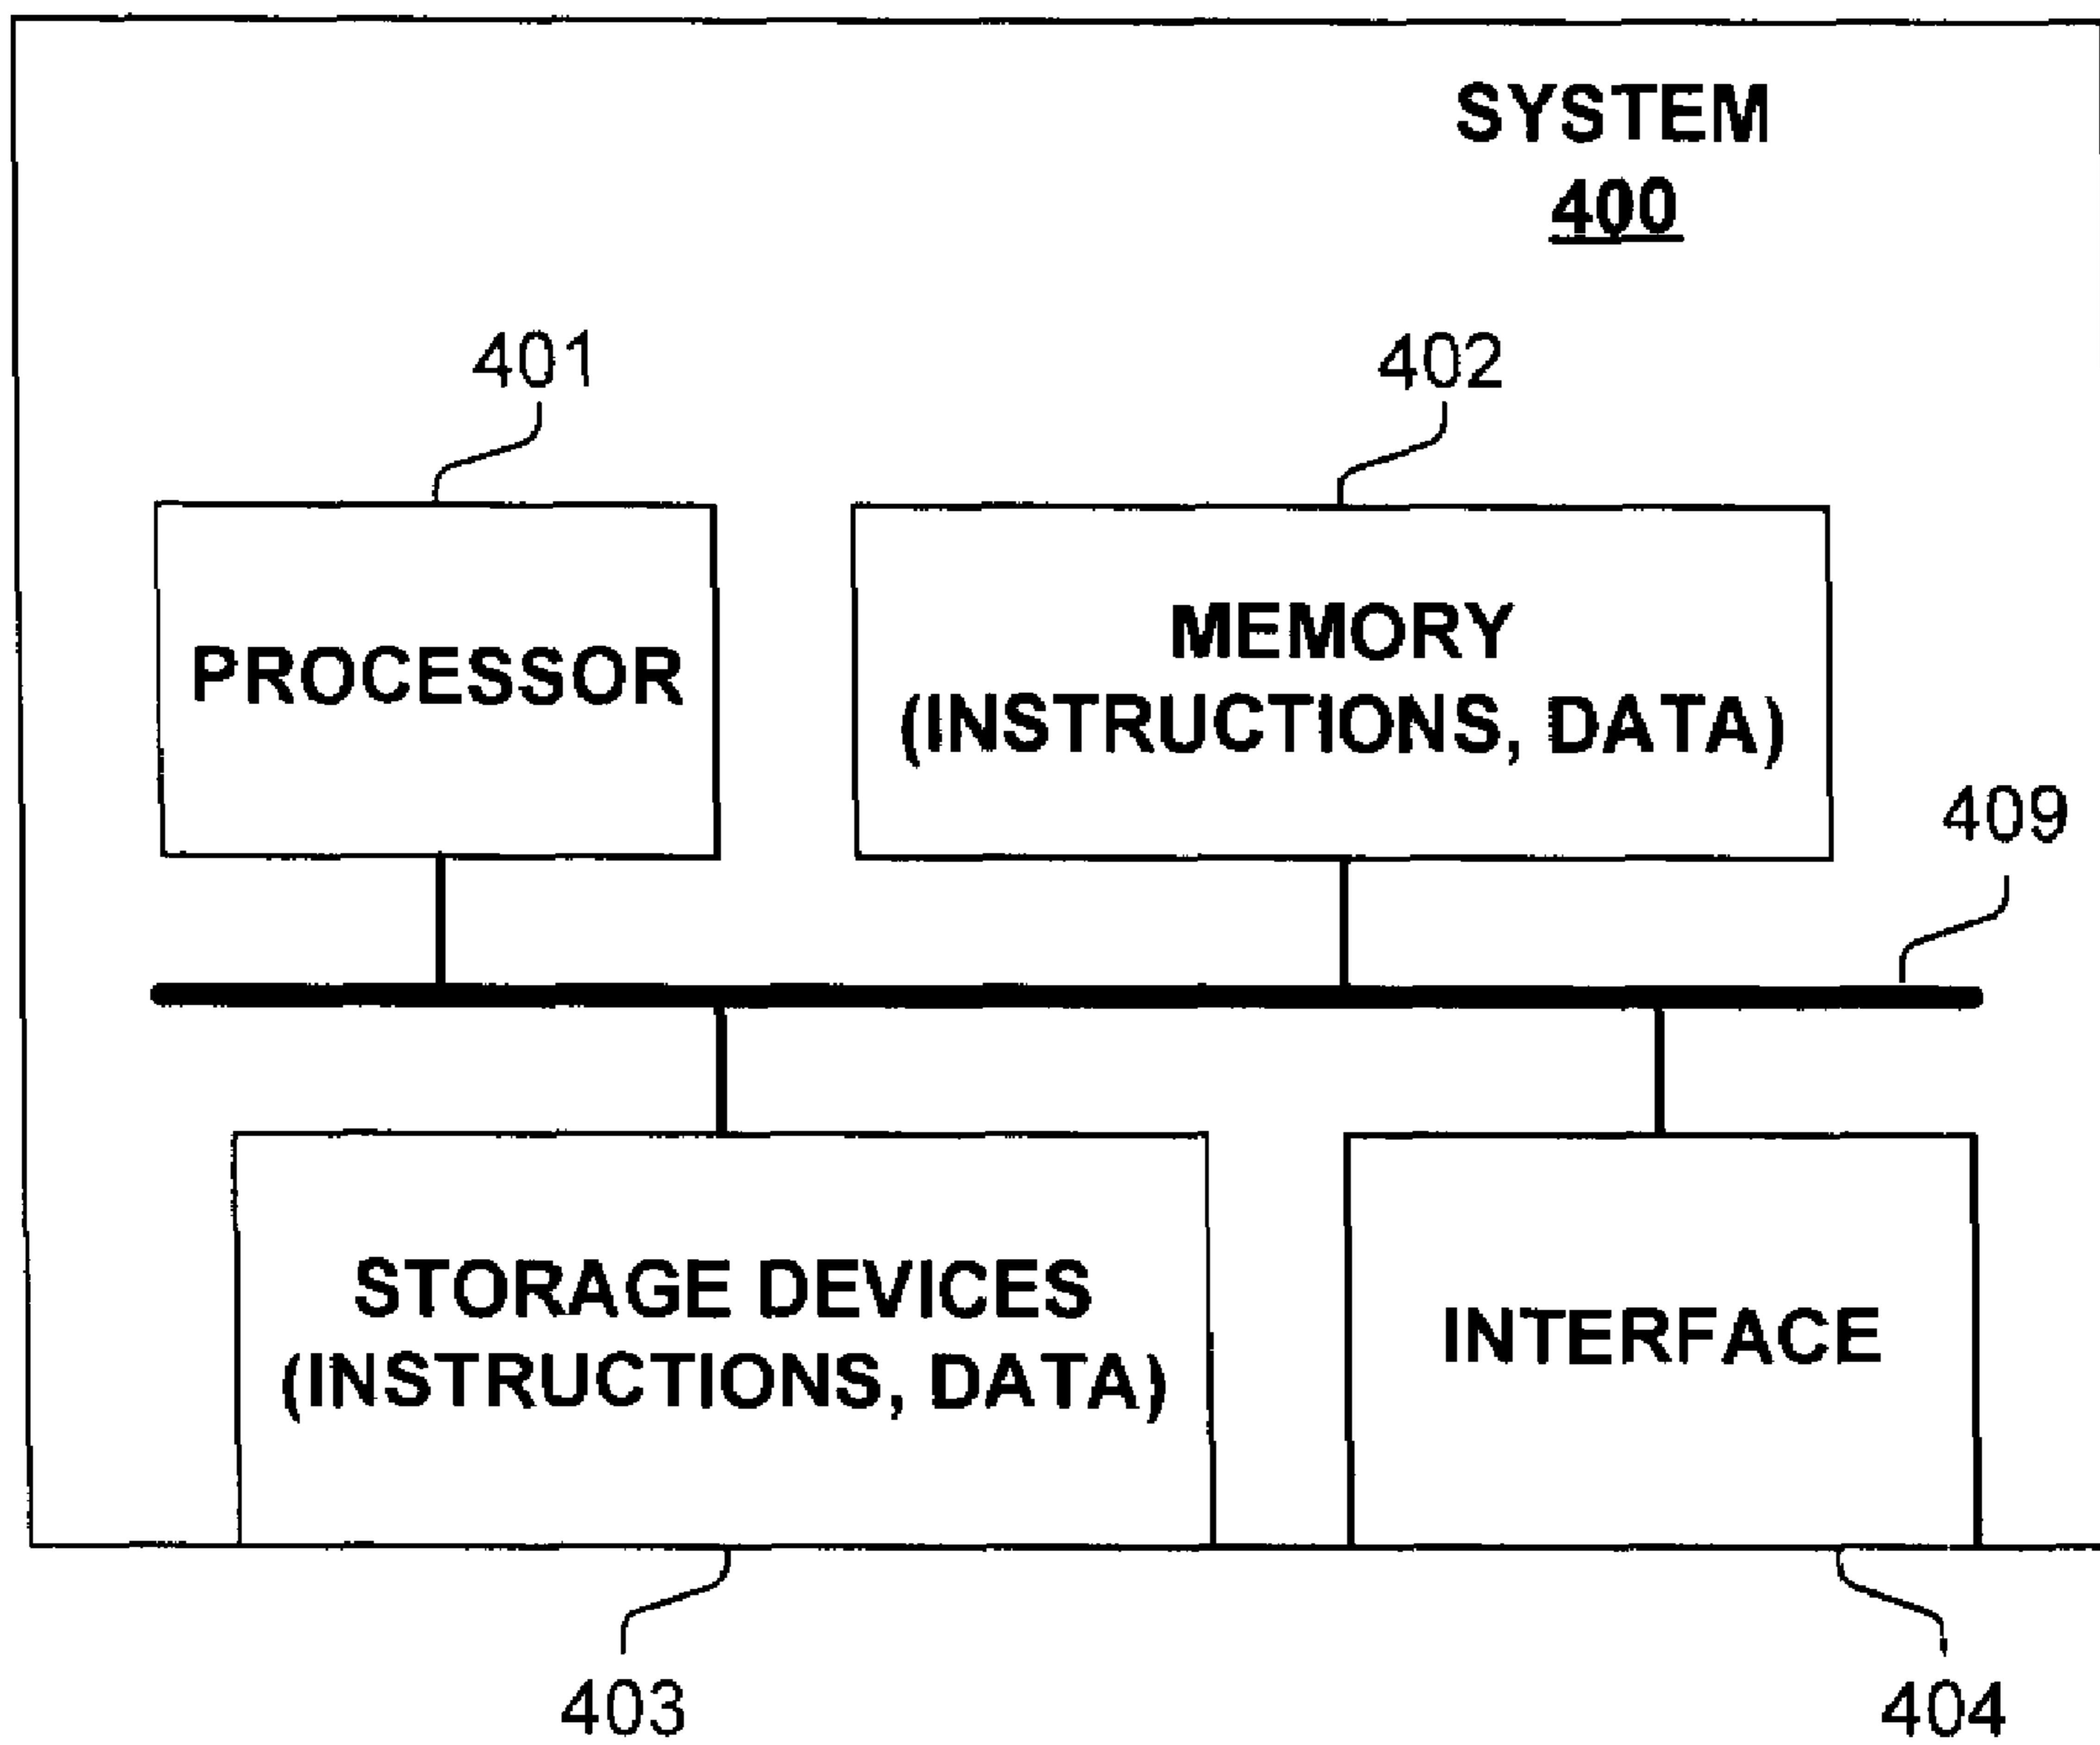 SYSTEM
400
401
402
PROCESSOR
MEMORY
(INSTRUCTIONS, DATA)
409
STORAGE DEVICES
(INSTRUCTIONS, DATA)
INTERFACE
403
404